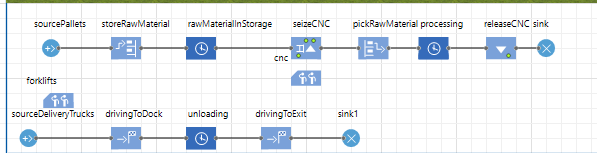 sourcePallets storeRawMaterial rawMaterialInStorage seizeCNC pickRawMaterial processing releaseCNC sink
cnc
forklifts
sourceDeliveryTrucks drivingToDock unloading drivingToExit sink1